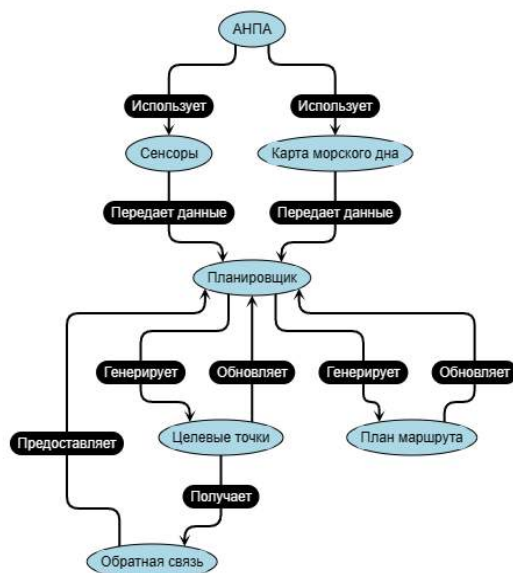 АНПА
Использует
Использует
Сенсоры
Карта морского дна
Передает данные
Передает данные
Планировщик
Генерирует
Обновляет
Генерирует
Обновляет
Предоставляет
Целевые точки
План маршрута
Получает
Обратная связь